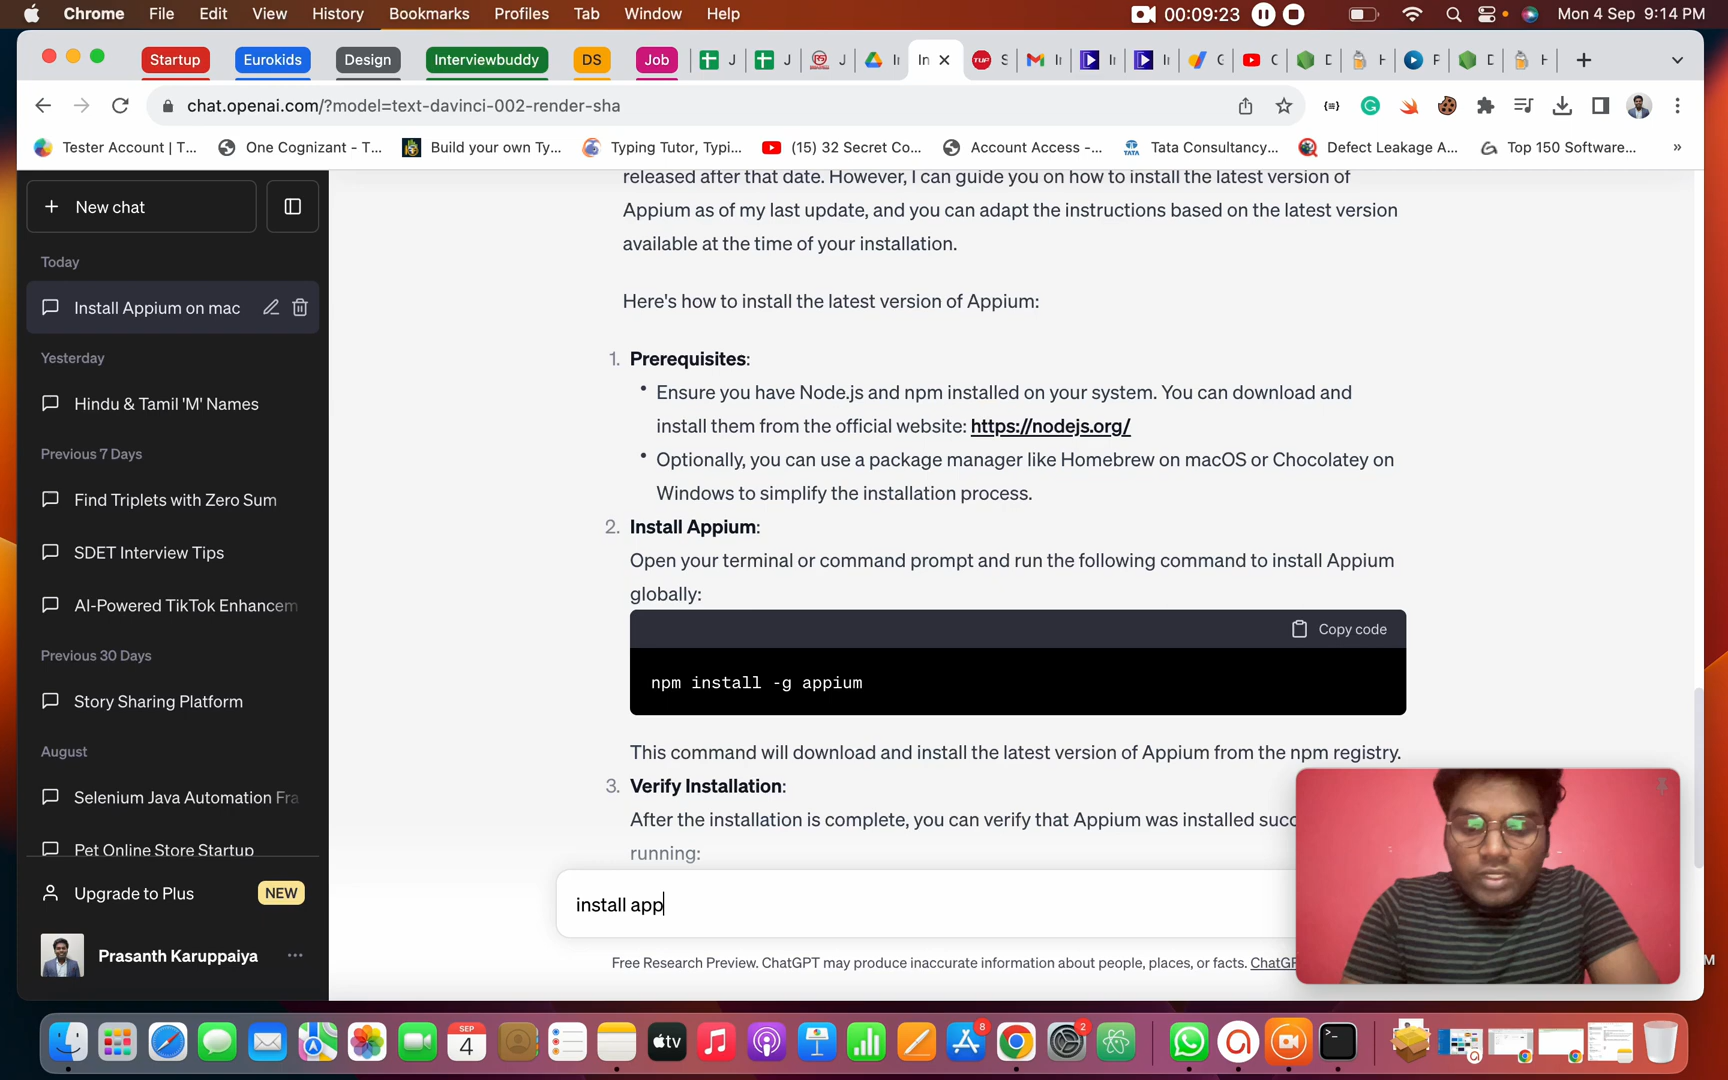 Chrome File Edit View History Bookmarks Profiles Tab Window Help 00:09:23 Mon 4 Sep 9:14 PM
Startup Eurokids Design Interviewbuddy DS Job J J J In S G C D F D
chat.openai.com/?model=text-davinci-002-render-sha
Tester Account | T... One Cognizant - T... Build your own Ty... Typing Tutor, Typi... (15) 32 Secret Co... Account Access -... TATA Tata Consultancy... Defect Leakage A... Top 150 Software... »
New chat
Today
Install Appium on mac
Yesterday
Hindu & Tamil 'M' Names
Previous 7 Days
Find Triplets with Zero Sum
SDET Interview Tips
AI-Powered TikTok Enhancem
Previous 30 Days
Story Sharing Platform
August
Selenium Java Automation Fra
Pet Online Store Startup
Upgrade to Plus NEW
Prasanth Karuppaiya ...
released after that date. However, I can guide you on how to install the latest version of
Appium as of my last update, and you can adapt the instructions based on the latest version
available at the time of your installation.
Here's how to install the latest version of Appium:
1. Prerequisites:
• Ensure you have Node.js and npm installed on your system. You can download and
install them from the official website: https://nodejs.org/
• Optionally, you can use a package manager like Homebrew on macOS or Chocolatey on
Windows to simplify the installation process.
2. Install Appium:
Open your terminal or command prompt and run the following command to install Appium
globally:
Copy code
npm install -g appium
This command will download and install the latest version of Appium from the npm registry.
3. Verify Installation:
After the installation is complete, you can verify that Appium was installed succ
running:
install app
Free Research Preview. ChatGPT may produce inaccurate information about people, places, or facts. ChatGP
SEP
4
tv
8
2